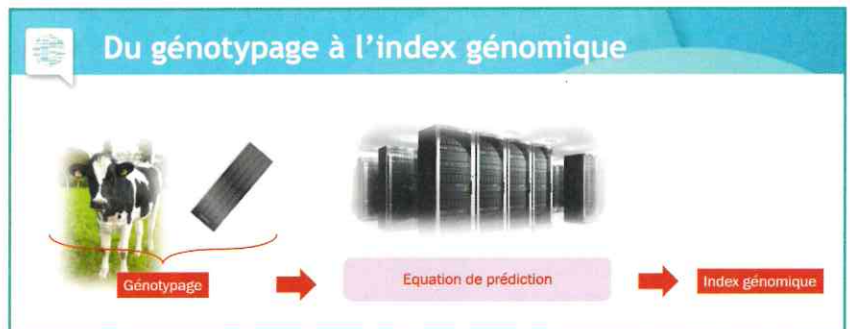 Du génotypage à l'index génomique
Génotypage
Equation de prédiction
Index génomique